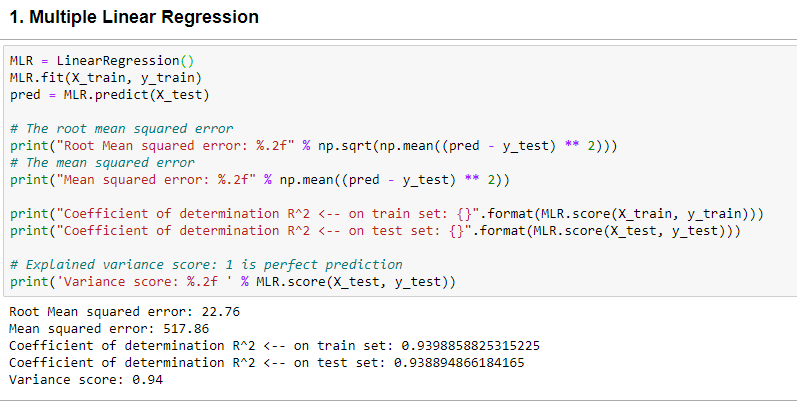 1. Multiple Linear Regression
MLR = LinearRegression()
MLR.fit(X_train, y_train)
pred = MLR.predict(X_test)
# The root mean squared error
print("Root Mean squared error: %.2f" % np.sqrt(np.mean((pred - y_test) ** 2)))
# The mean squared error
print("Mean squared error: %.2f" % np.mean((pred - y_test) ** 2))
print("Coefficient of determination R^2 <-- on train set: {}".format(MLR.score(X_train, y_train)))
print("Coefficient of determination R^2 <-- on test set: {}".format(MLR.score(X_test, y_test)))
# Explained variance score: 1 is perfect prediction
print('Variance score: %.2f ' % MLR.score(X_test, y_test))
Root Mean squared error: 22.76
Mean squared error: 517.86
Coefficient of determination R^2 <-- on train set: 0.9398858825315225
Coefficient of determination R^2 <-- on test set: 0.938894866184165
Variance score: 0.94